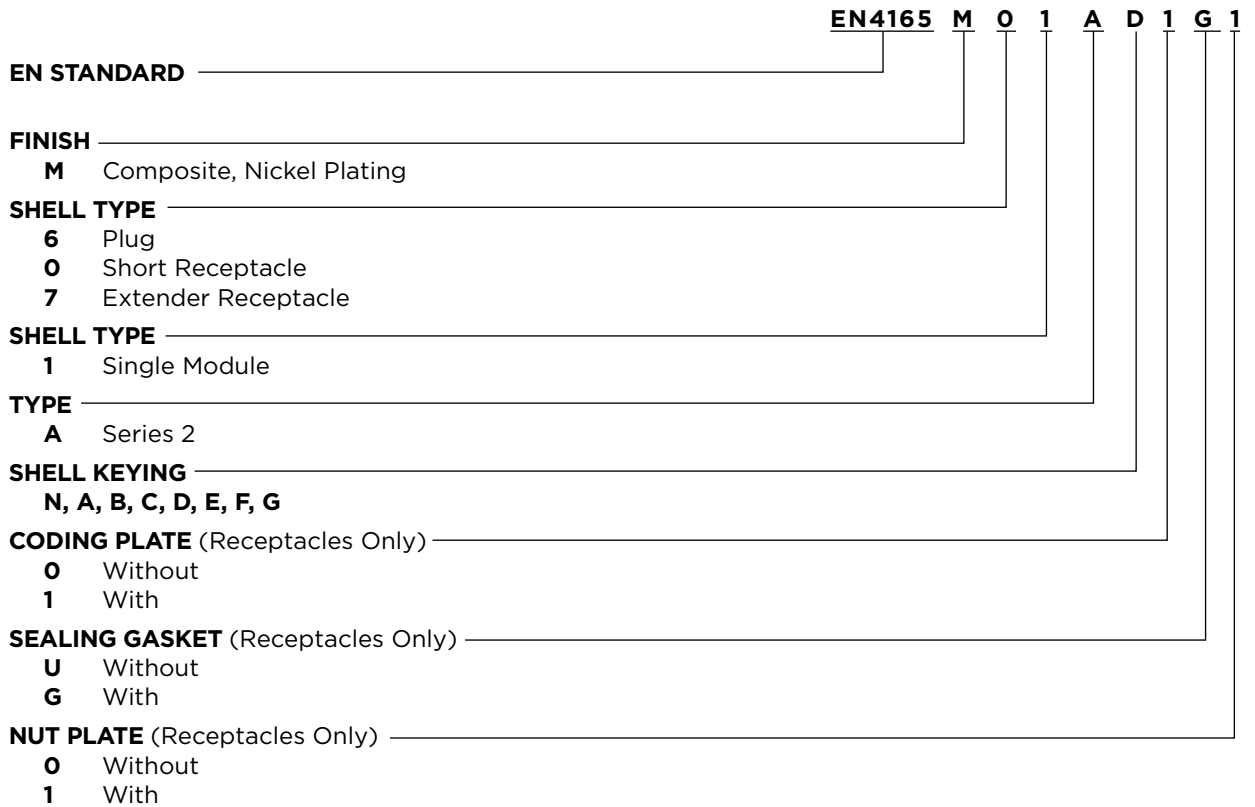 EN4165 M 0 1 A D 1 G 1
EN STANDARD
FINISH
M Composite, Nickel Plating
SHELL TYPE
6 Plug
0 Short Receptacle
7 Extender Receptacle
SHELL TYPE
1 Single Module
TYPE
A Series 2
SHELL KEYING
N, A, B, C, D, E, F, G
CODING PLATE (Receptacles Only)
0 Without
1 With
SEALING GASKET (Receptacles Only)
U Without
G With
NUT PLATE (Receptacles Only)
0 Without
1 With